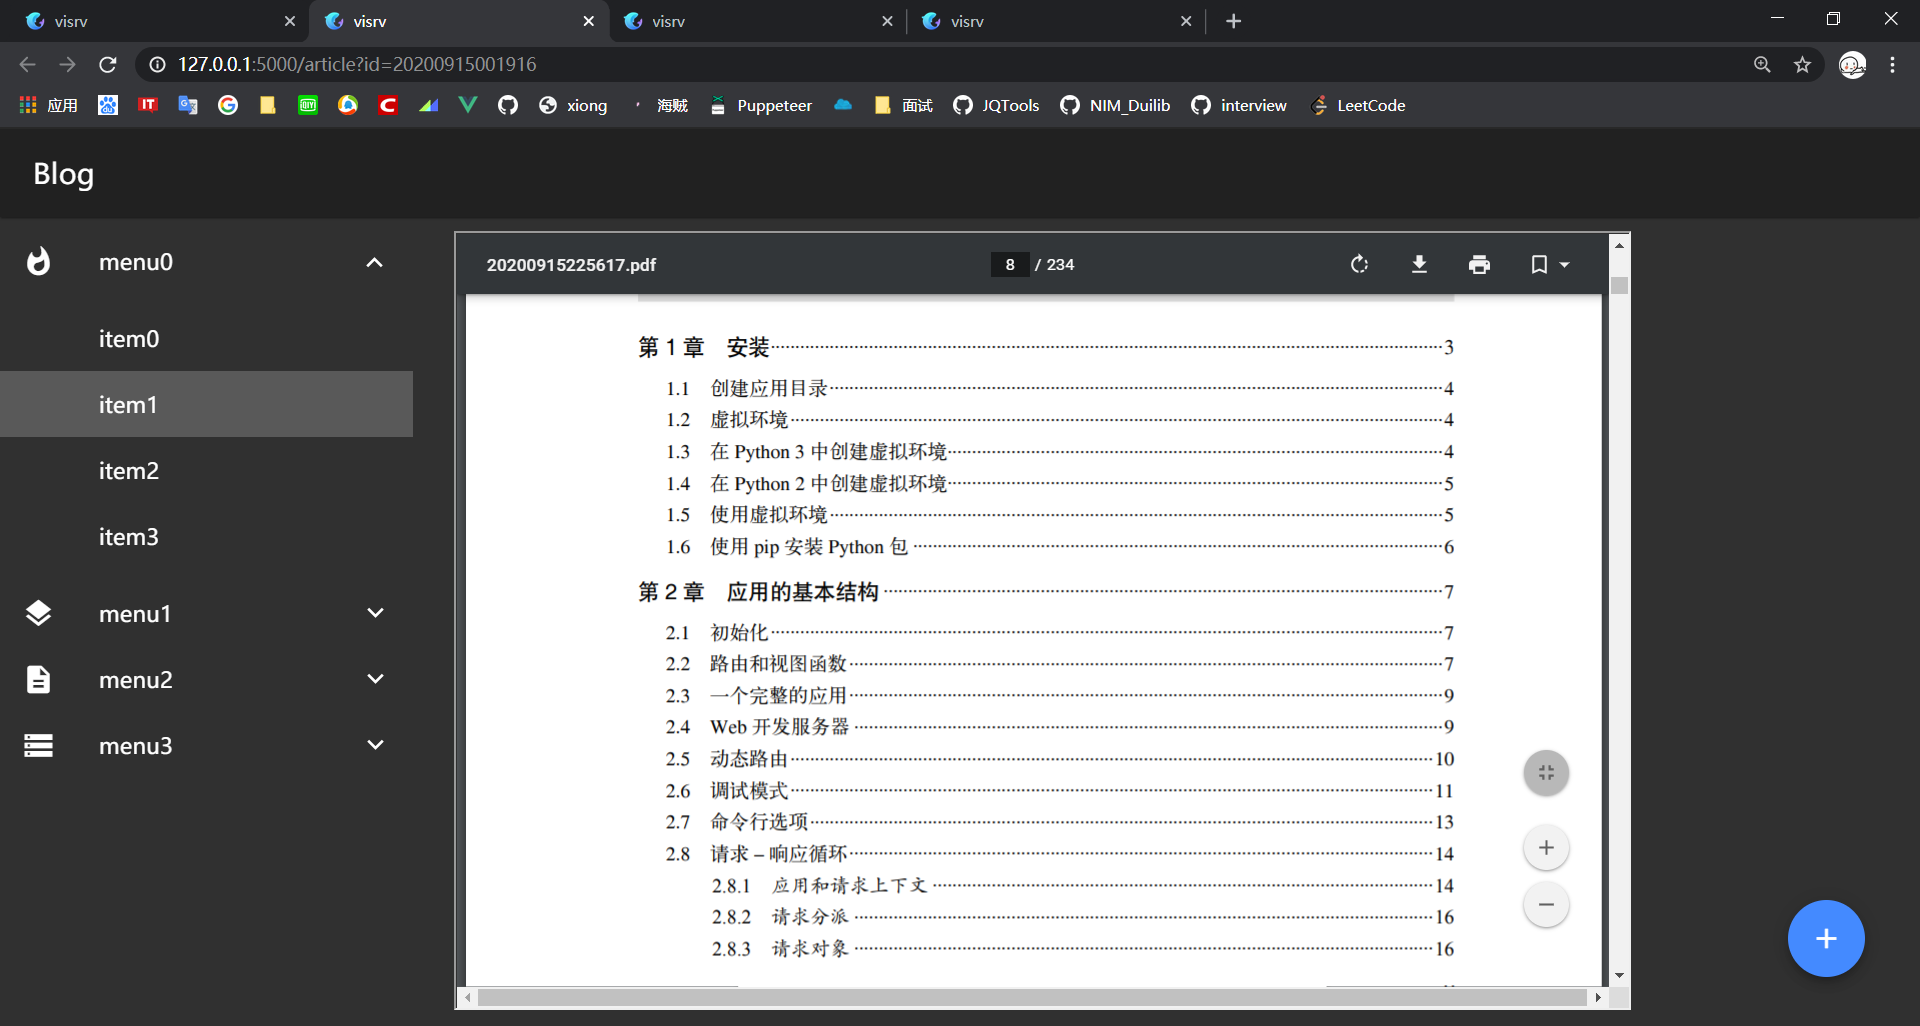 visrv
visrv
visrv
visrv
127.0.0.1:5000/article?id=20200915001916
应用
IT
DIY
xiong
海贼
Puppeteer
面试
JQTools
NIM_Duilib
interview
LeetCode
Blog
menu0
item0
item1
item2
item3
menu1
menu2
menu3
20200915225617.pdf
8 / 234
第 1 章 安装 3
1.1 创建应用目录 4
1.2 虚拟环境 4
1.3 在 Python 3 中创建虚拟环境 4
1.4 在 Python 2 中创建虚拟环境 5
1.5 使用虚拟环境 5
1.6 使用 pip 安装 Python 包 6
第 2 章 应用的基本结构 7
2.1 初始化 7
2.2 路由和视图函数 7
2.3 一个完整的应用 9
2.4 Web 开发服务器 9
2.5 动态路由 10
2.6 调试模式 11
2.7 命令行选项 13
2.8 请求 – 响应循环 14
2.8.1 应用和请求上下文 14
2.8.2 请求分派 16
2.8.3 请求对象 16